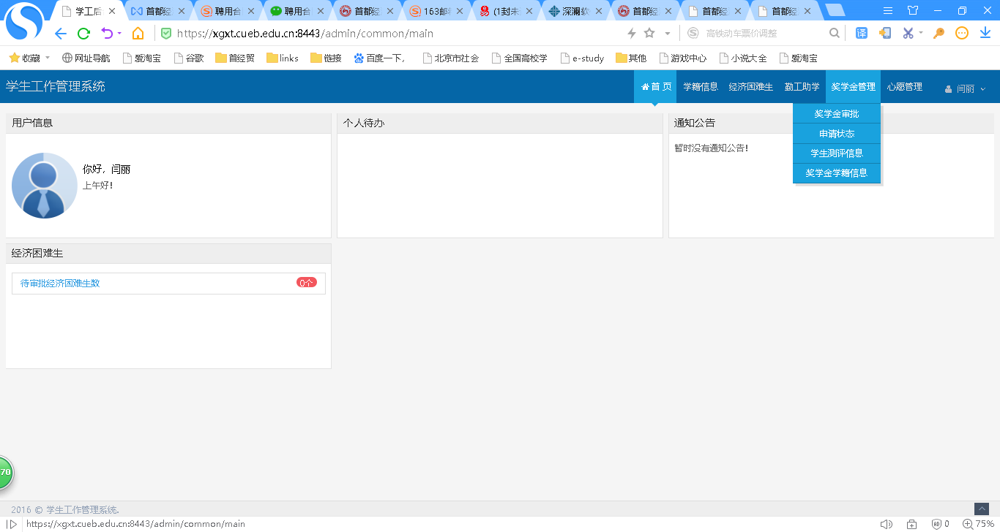 学工后
首都经
聘用合
聘用合
首都经
163邮
(1封未
深澜软
首都经
首都经
首都经
https://xgxt.cueb.edu.cn:8443/admin/common/main
高铁动车票价调整
译
收藏
网址导航
爱淘宝
谷歌
首经贸
links
链接
百度一下，
北京市社会
全国高校学
e-study
其他
游戏中心
小说大全
爱淘宝
学生工作管理系统
首 页
学籍信息
经济困难生
勤工助学
奖学金管理
心愿管理
闫丽
奖学金审批
申请状态
学生测评信息
奖学金学籍信息
用户信息
个人待办
通知公告
你好，闫丽
上午好!
暂时没有通知公告!
经济困难生
待审批经济困难生数
0个
70
2016 © 学生工作管理系统.
https://xgxt.cueb.edu.cn:8443/admin/common/main
0
75%